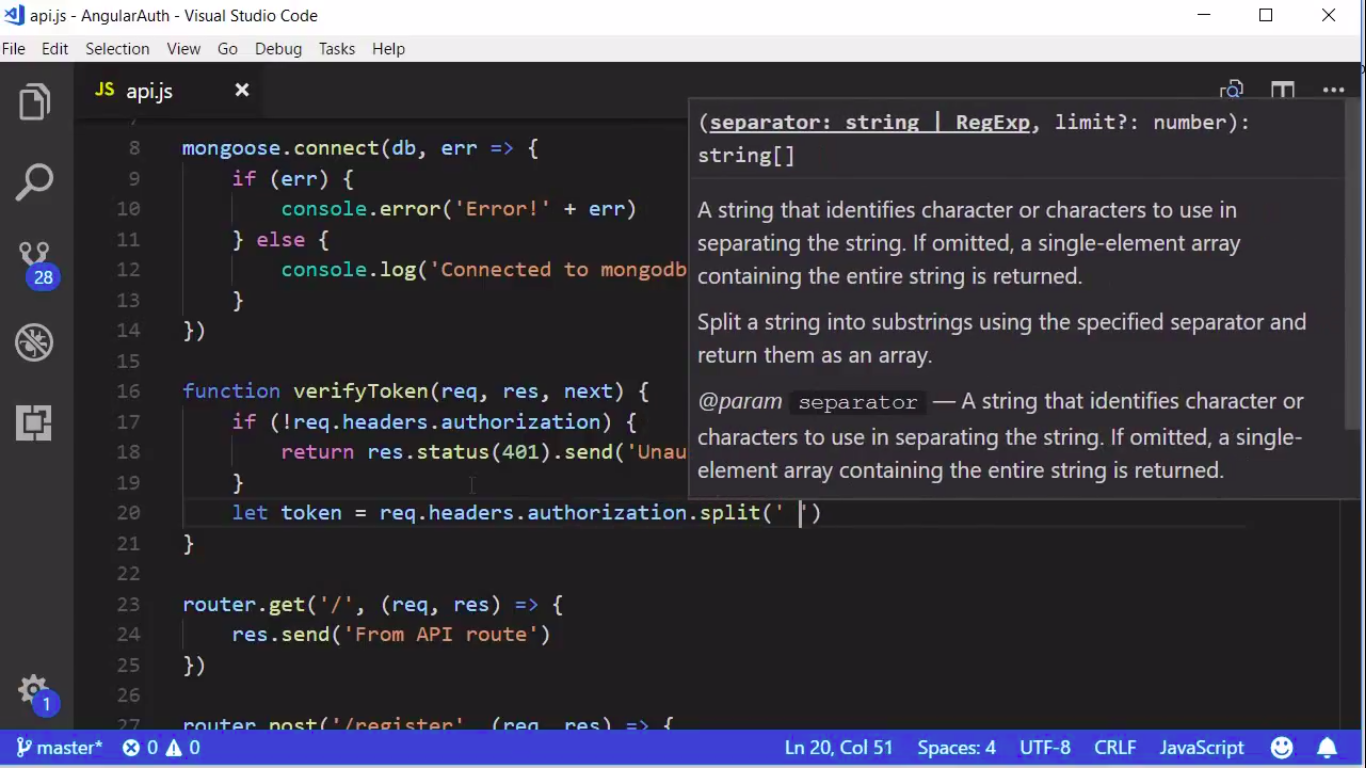 api.js - AngularAuth - Visual Studio Code
File Edit Selection View Go Debug Tasks Help
JS api.js
8 mongoose.connect(db, err => {
9 if (err) {
10 console.error('Error!' + err)
11 } else {
12 console.log('Connected to mongodb
13 }
14 })
15
16 function verifyToken(req, res, next) {
17 if (!req.headers.authorization) {
18 return res.status(401).send('Unau
19 }
20 let token = req.headers.authorization.split(' ')
21 }
22
23 router.get('/', (req, res) => {
24 res.send('From API route')
25 })
26
27 router.post('/register', (req, res) => {
(separator: string | RegExp, limit?: number):
string[]
A string that identifies character or characters to use in
separating the string. If omitted, a single-element array
containing the entire string is returned.
Split a string into substrings using the specified separator and
return them as an array.
@param separator — A string that identifies character or
characters to use in separating the string. If omitted, a single-
element array containing the entire string is returned.
28
1
master* 0 0 Ln 20, Col 51 Spaces: 4 UTF-8 CRLF JavaScript